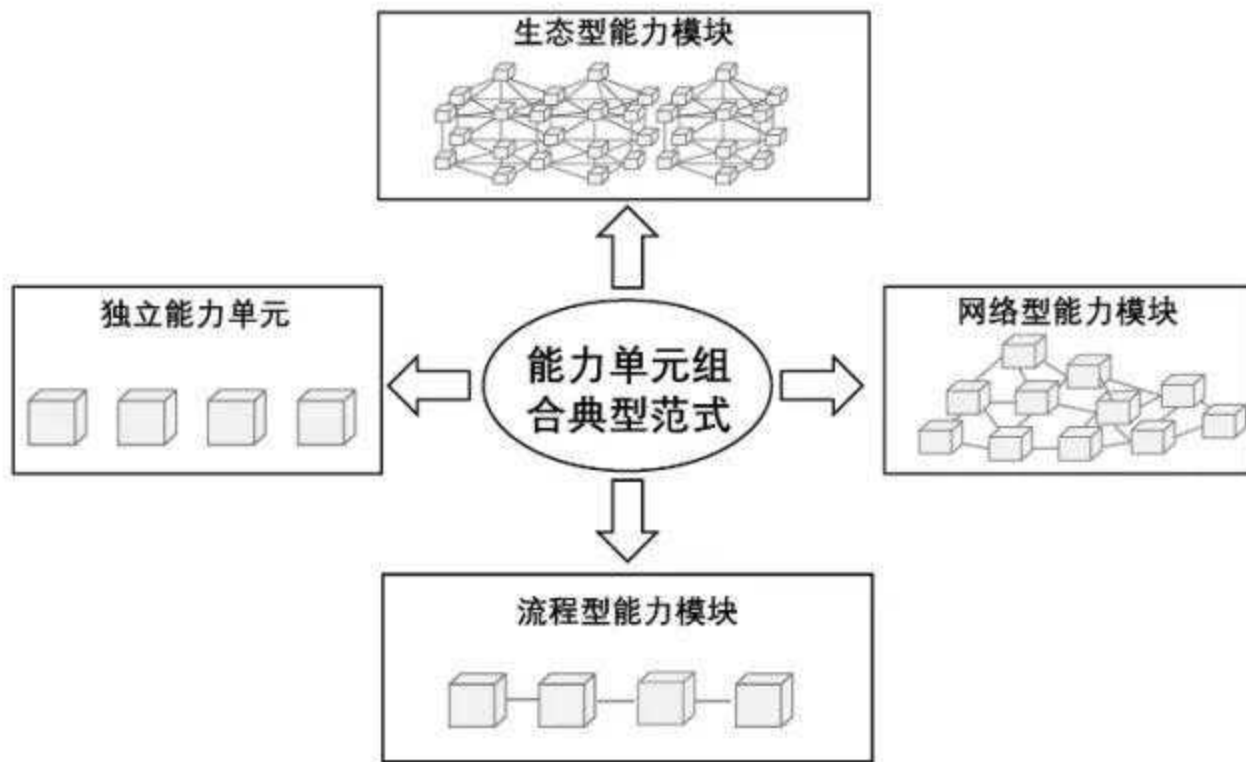 生态型能力模块
独立能力单元
能力单元组
合典型范式
网络型能力模块
流程型能力模块